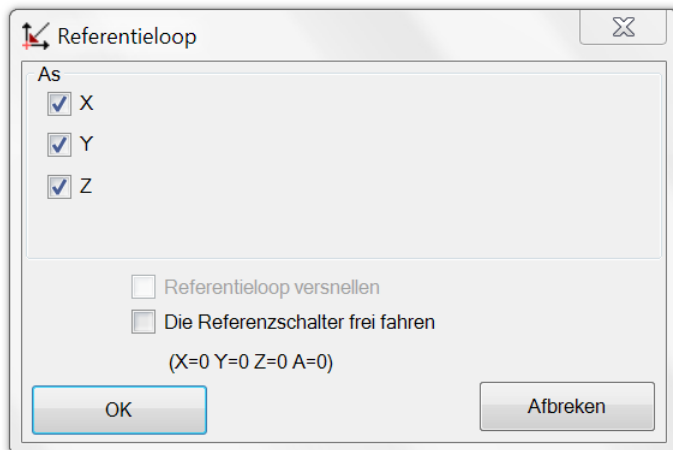 Referentieloop
As
X
Y
Z
Referentieloop versnellen
Die Referenzschalter frei fahren
(X=0 Y=0 Z=0 A=0)
OK
Afbreken